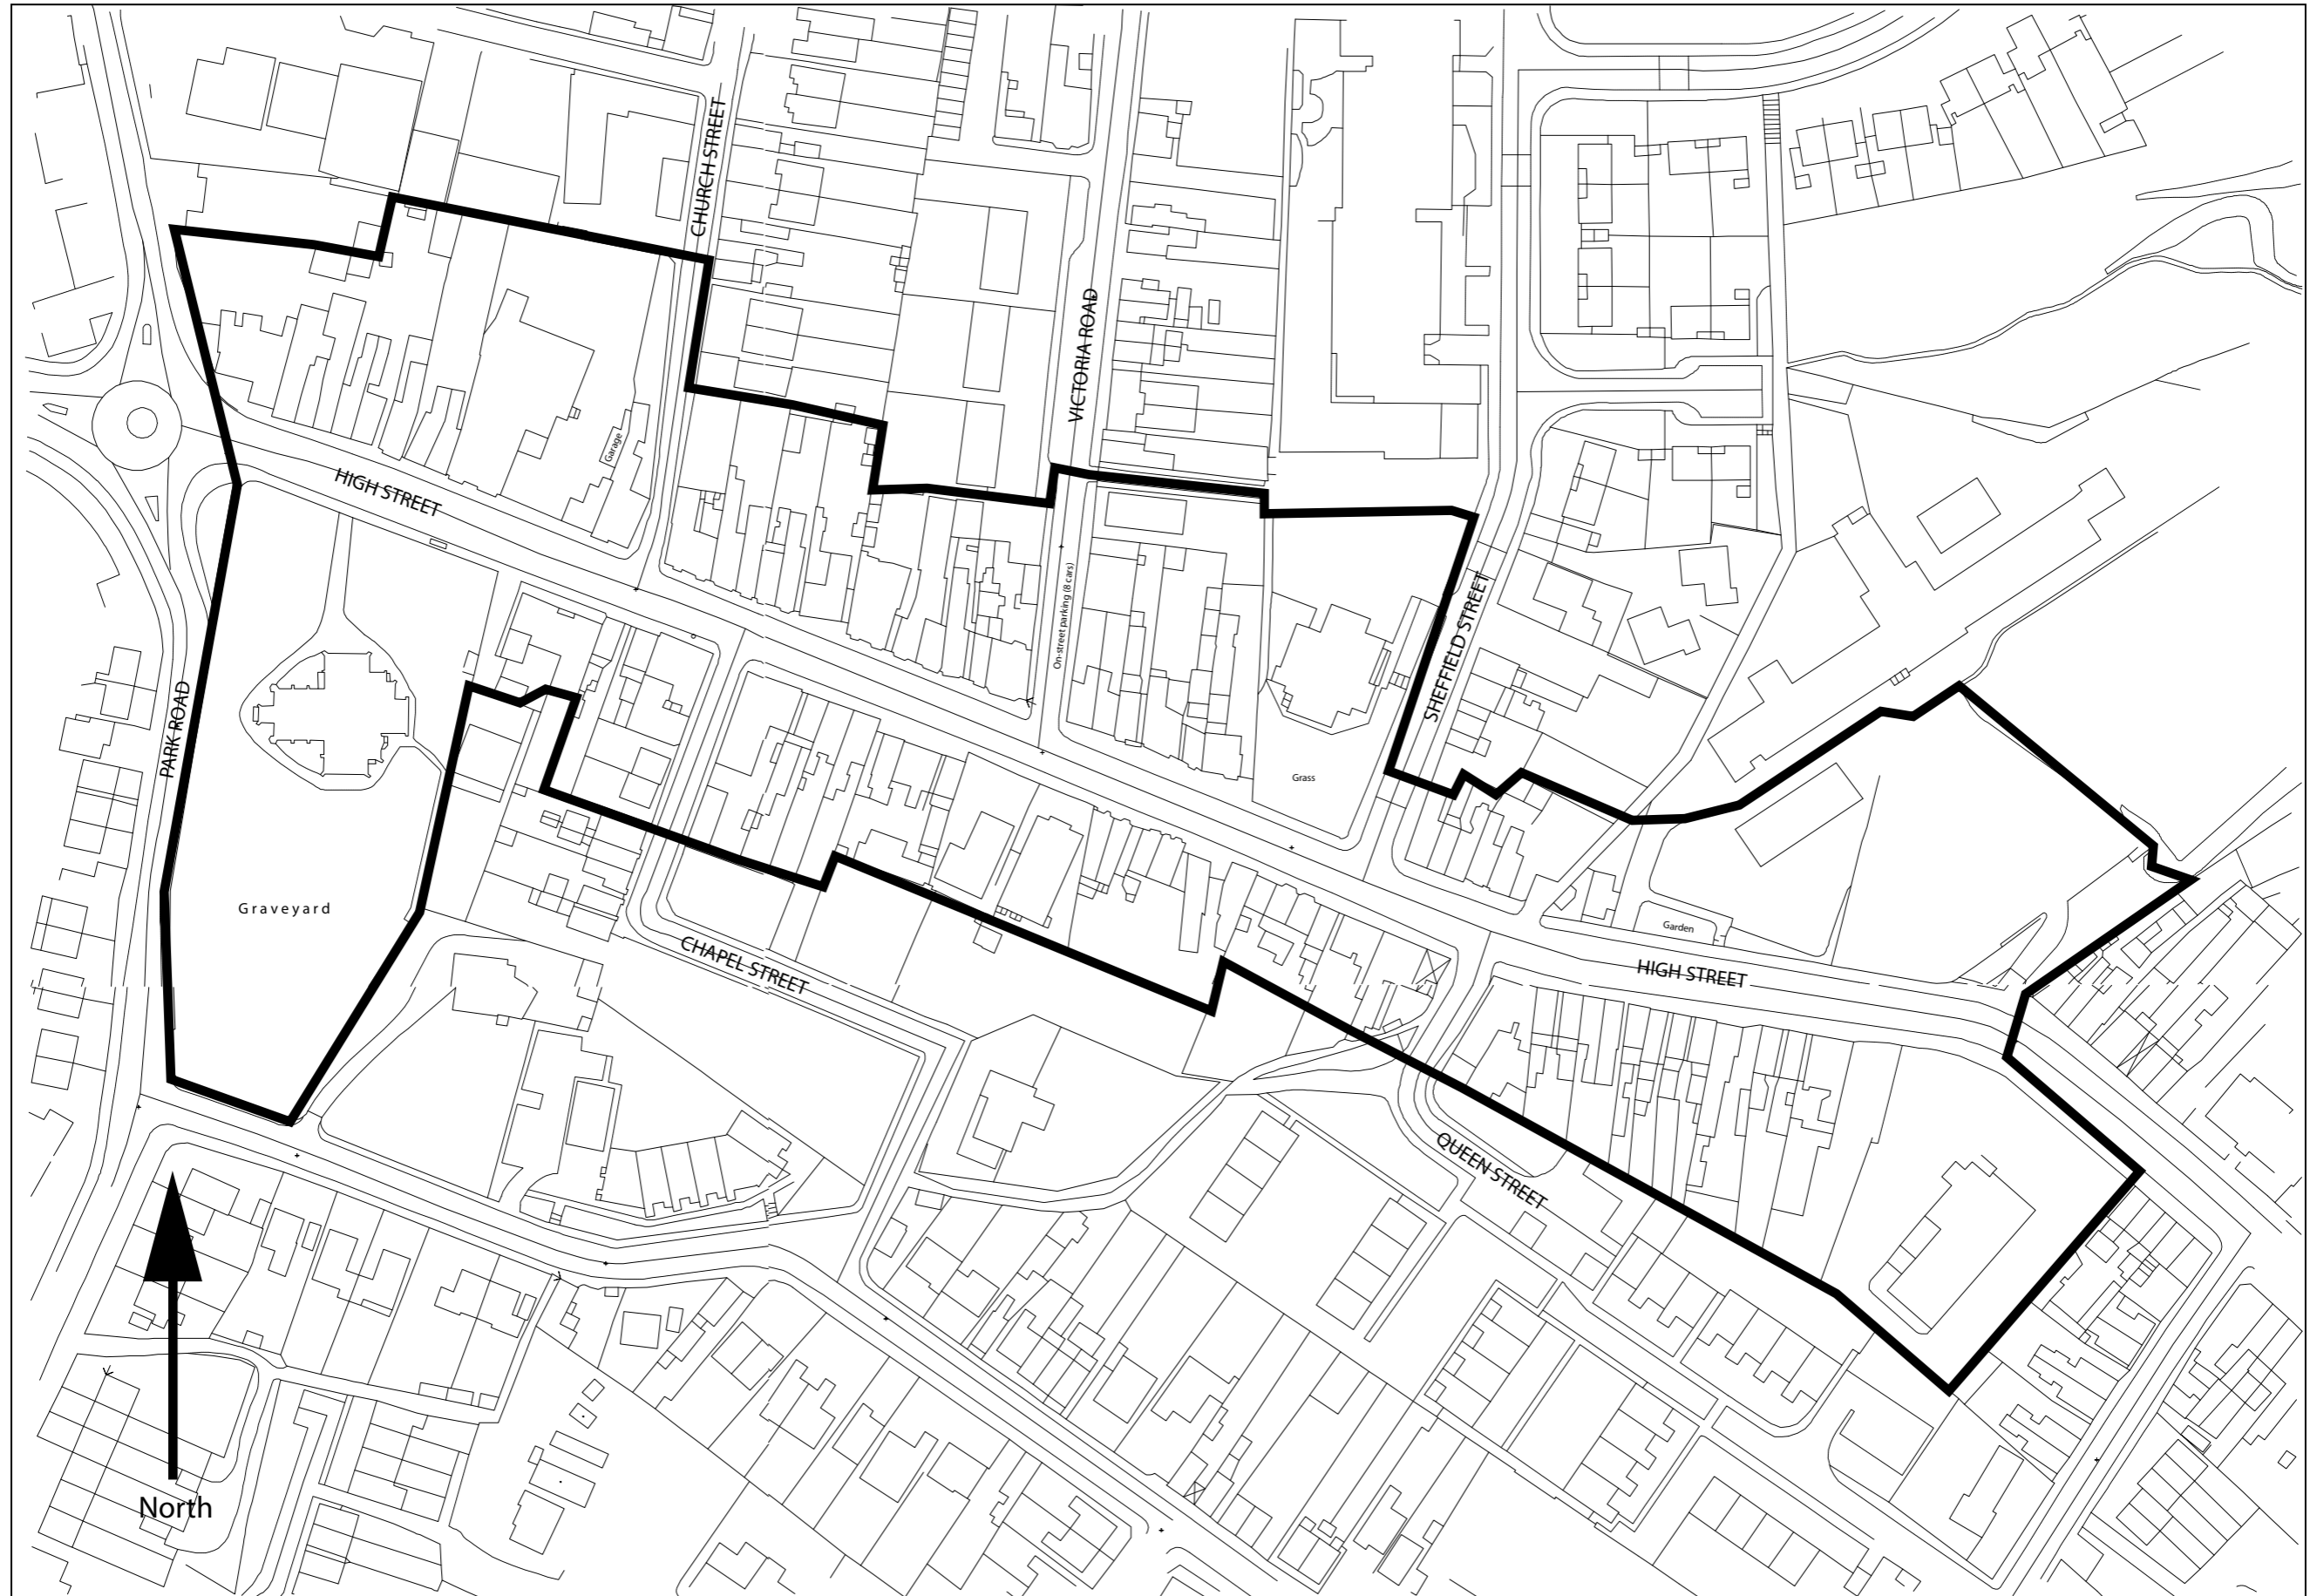 CHURCH STREET
VICTORIA ROAD
Garage
HIGH STREET
On-street parking (8 cars)
SHEFFIELD STREET
PARK ROAD
Grass
Graveyard
Garden
CHAPEL STREET
HIGH STREET
QUEEN STREET
North